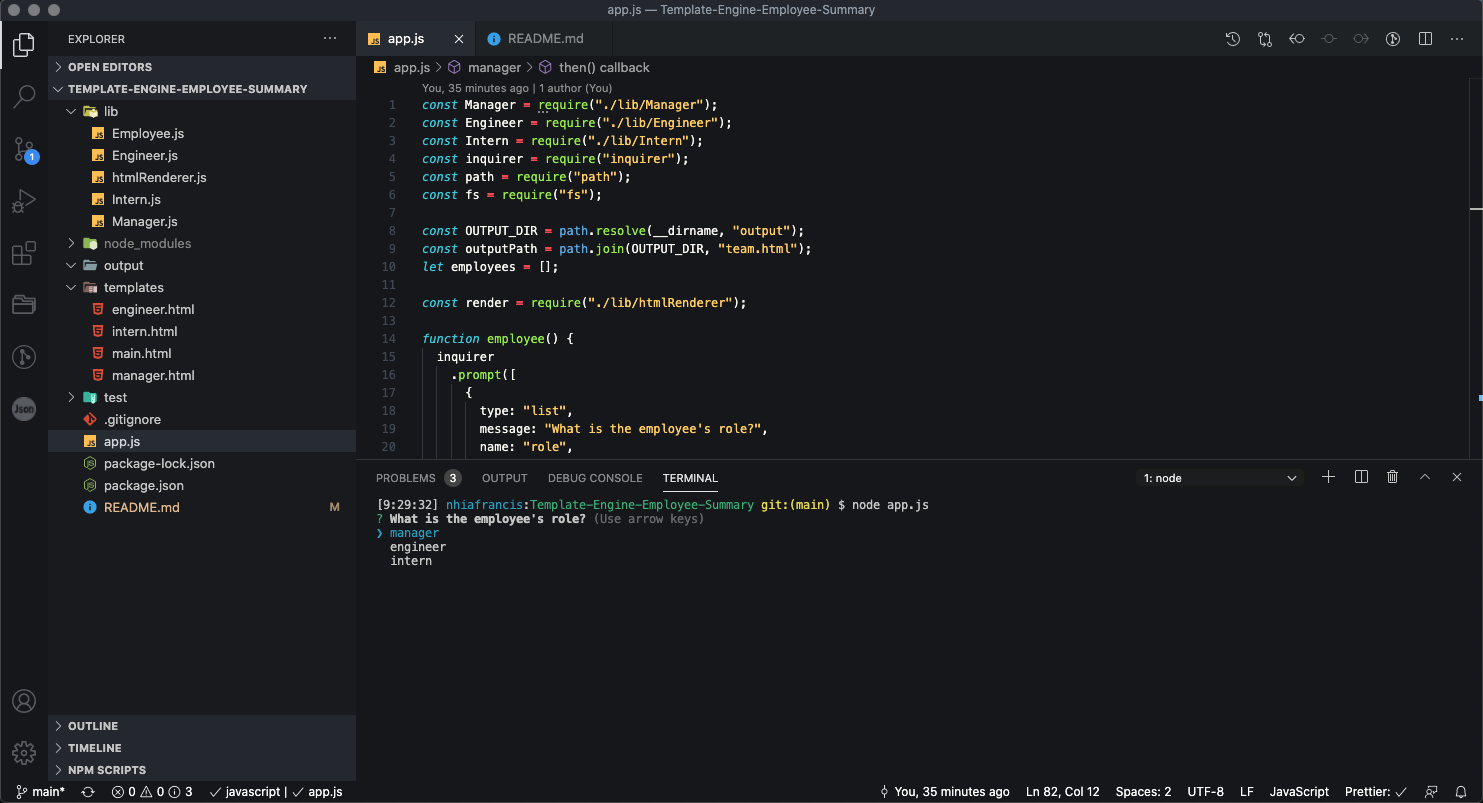 app.js — Template-Engine-Employee-Summary
EXPLORER
OPEN EDITORS
TEMPLATE-ENGINE-EMPLOYEE-SUMMARY
lib
JS Employee.js
JS Engineer.js
JS htmlRenderer.js
JS Intern.js
JS Manager.js
node_modules
output
templates
engineer.html
intern.html
main.html
manager.html
test
.gitignore
JS app.js
package-lock.json
package.json
README.md M
OUTLINE
TIMELINE
NPM SCRIPTS
1
Json
JS app.js
README.md
JS app.js > manager > then() callback
You, 35 minutes ago | 1 author (You)
1 const Manager = require("./lib/Manager");
2 const Engineer = require("./lib/Engineer");
3 const Intern = require("./lib/Intern");
4 const inquirer = require("inquirer");
5 const path = require("path");
6 const fs = require("fs");
7
8 const OUTPUT_DIR = path.resolve(__dirname, "output");
9 const outputPath = path.join(OUTPUT_DIR, "team.html");
10 let employees = [];
11
12 const render = require("./lib/htmlRenderer");
13
14 function employee() {
15 inquirer
16 .prompt([
17 {
18 type: "list",
19 message: "What is the employee's role?",
20 name: "role",
PROBLEMS 3 OUTPUT DEBUG CONSOLE TERMINAL 1: node
[9:29:32] nhiafrancis:Template-Engine-Employee-Summary git:(main) $ node app.js
? What is the employee's role? (Use arrow keys)
❯ manager
engineer
intern
main* 0 0 3 javascript | app.js You, 35 minutes ago Ln 82, Col 12 Spaces: 2 UTF-8 LF JavaScript Prettier: ✓